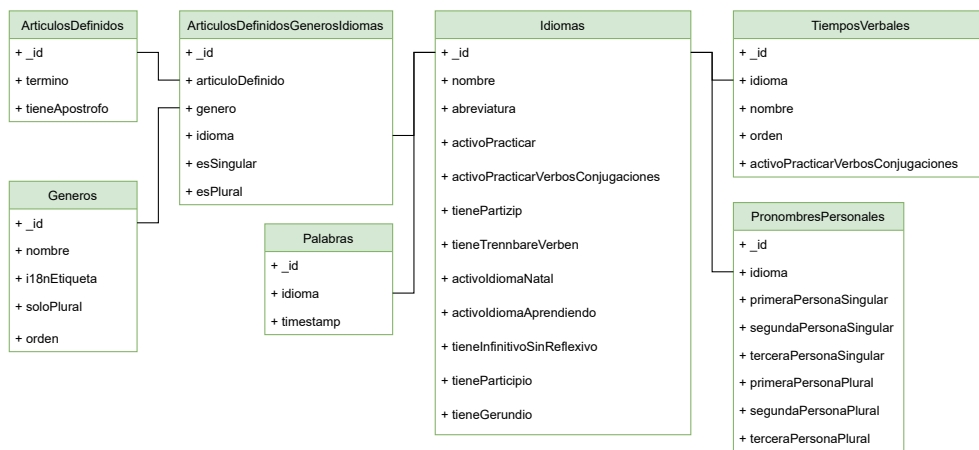 ArticulosDefinidos
+ _id
+ termino
+ tieneApostrofo
ArticulosDefinidosGenerosIdiomas
+ _id
+ articuloDefinido
+ genero
+ idioma
+ esSingular
+ esPlural
Idiomas
+ _id
+ nombre
+ abreviatura
+ activoPracticar
+ activoPracticarVerbosConjugaciones
+ tienePartizip
+ tieneTrennbareVerben
+ activoIdiomaNatal
+ activoIdiomaAprendiendo
+ tieneInfinitivoSinReflexivo
+ tieneParticipio
+ tieneGerundio
TiemposVerbales
+ _id
+ idioma
+ nombre
+ orden
+ activoPracticarVerbosConjugaciones
Generos
+ _id
+ nombre
+ i18nEtiqueta
+ soloPlural
+ orden
Palabras
+ _id
+ idioma
+ timestamp
PronombresPersonales
+ _id
+ idioma
+ primeraPersonaSingular
+ segundaPersonaSingular
+ terceraPersonaSingular
+ primeraPersonaPlural
+ segundaPersonaPlural
+ terceraPersonaPlural